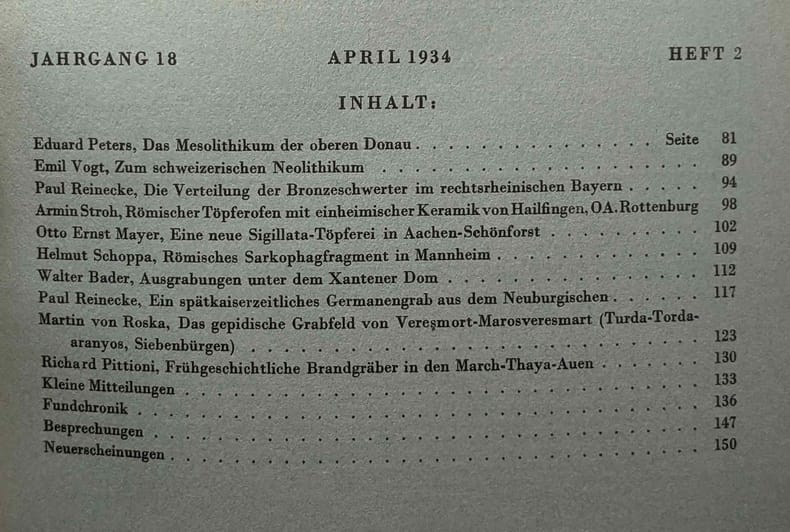 JAHRGANG 18 APRIL 1934 HEFT 2
INHALT:
Eduard Peters, Das Mesolithikum der oberen Donau . . . . . . . . . . . . . . . Seite 81
Emil Vogt, Zum schweizerischen Neolithikum . . . . . . . . . . . . . . . . . . . 89
Paul Reinecke, Die Verteilung der Bronzeschwerter im rechtsrheinischen Bayern . . . . . 94
Armin Stroh, Römischer Töpferofen mit einheimischer Keramik von Hailfingen, OA. Rottenburg 98
Otto Ernst Mayer, Eine neue Sigillata-Töpferei in Aachen-Schönforst . . . . . . . . . . 102
Helmut Schoppa, Römisches Sarkophagfragment in Mannheim . . . . . . . . . . . . . 109
Walter Bader, Ausgrabungen unter dem Xantener Dom . . . . . . . . . . . . . . . . 112
Paul Reinecke, Ein spätkaiserzeitliches Germanengrab aus dem Neuburgischen . . . . . . 117
Martin von Roska, Das gepidische Grabfeld von Vereşmort-Marosveresmart (Turda-Torda-
aranyos, Siebenbürgen) . . . . . . . . . . . . . . . . . . . . . . . . . . . 123
Richard Pittioni, Frühgeschichtliche Brandgräber in den March-Thaya-Auen . . . . . . . 130
Kleine Mitteilungen . . . . . . . . . . . . . . . . . . . . . . . . . . . . . . 133
Fundchronik . . . . . . . . . . . . . . . . . . . . . . . . . . . . . . . . . 136
Besprechungen . . . . . . . . . . . . . . . . . . . . . . . . . . . . . . . . 147
Neuerscheinungen . . . . . . . . . . . . . . . . . . . . . . . . . . . . . . . 150